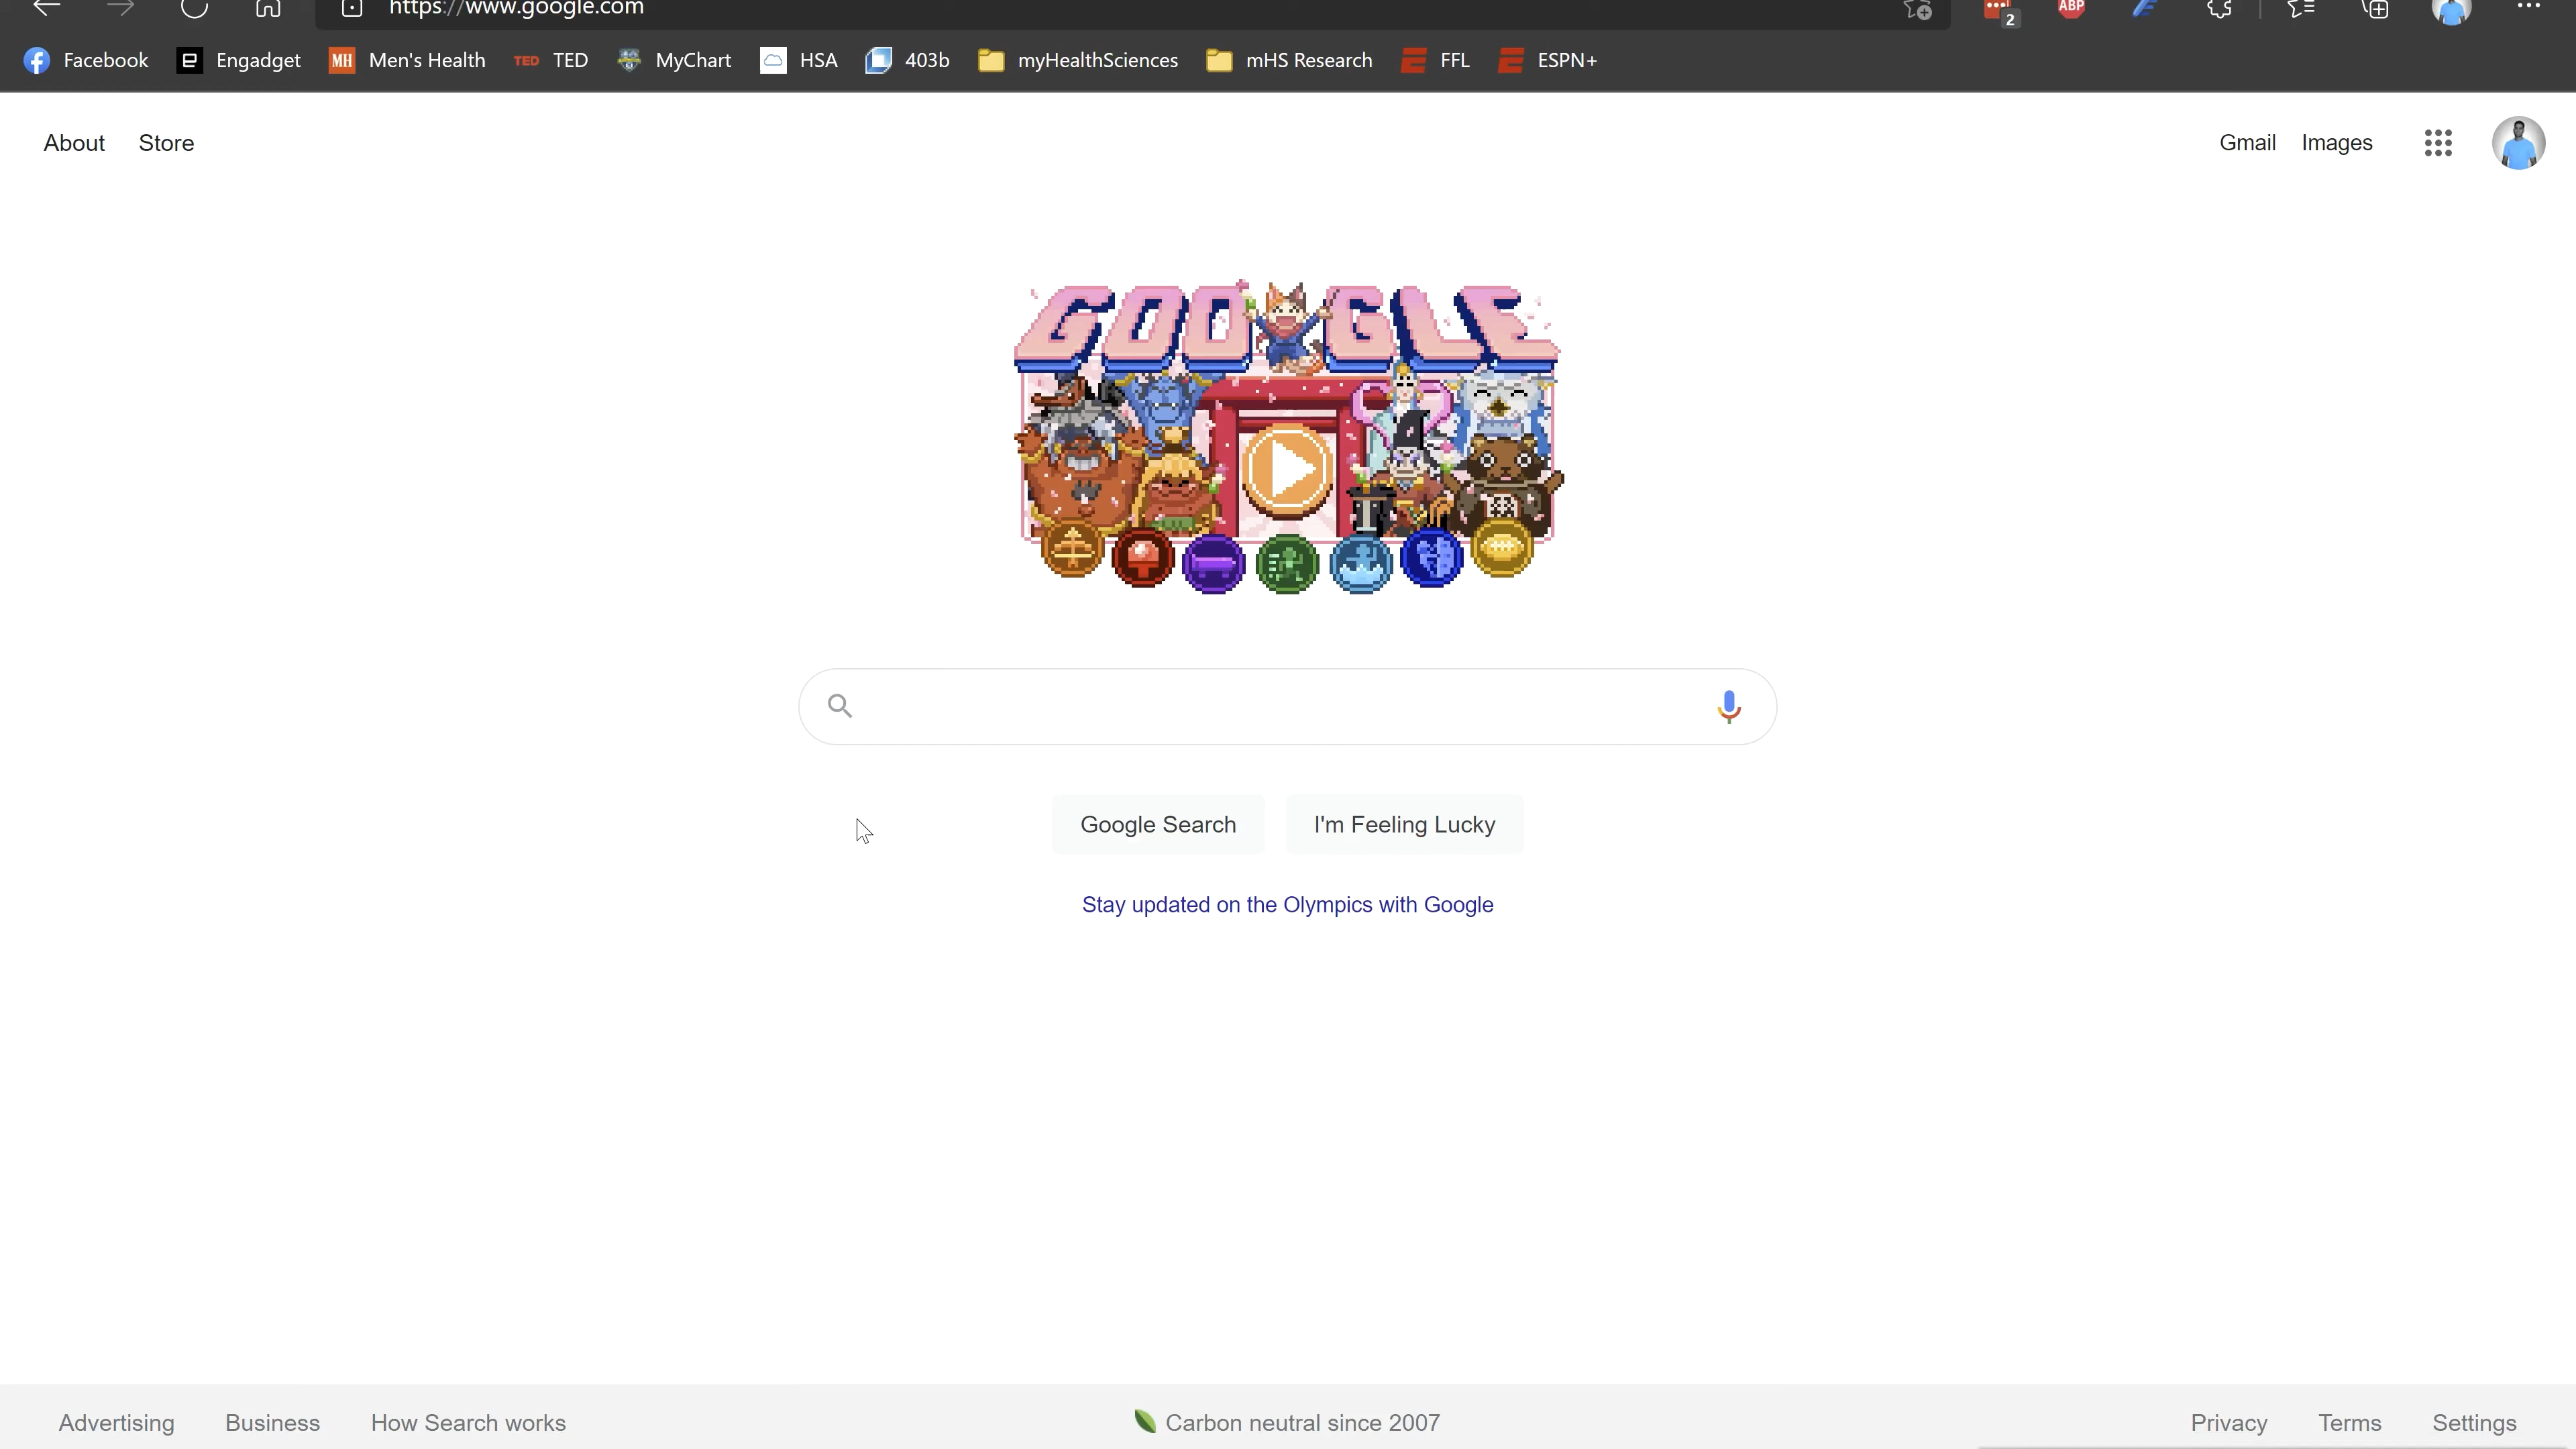 https://www.google.com
2 ABP
Facebook Engadget MH Men's Health TED TED MyChart HSA 403b myHealthSciences mHS Research FFL ESPN+
About Store Gmail Images
GOOGLE
Google Search I'm Feeling Lucky
Stay updated on the Olympics with Google
Advertising Business How Search works Carbon neutral since 2007 Privacy Terms Settings